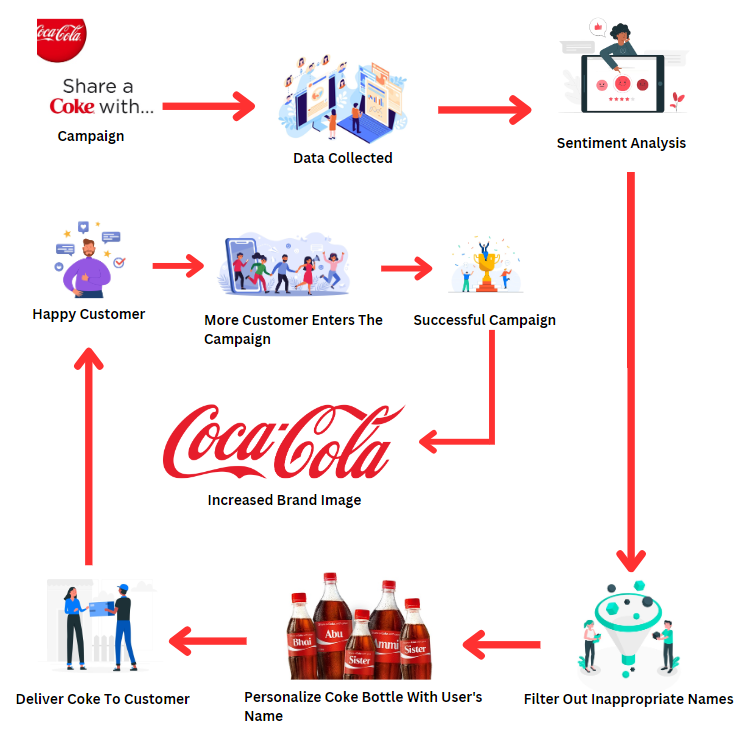 Coca-Cola
Share a
Coke with...
Campaign
Data Collected
Sentiment Analysis
Happy Customer
More Customer Enters The
Campaign
Successful Campaign
Coca-Cola
Increased Brand Image
Bhai
Abu
Sister
mmi
Sister
Deliver Coke To Customer
Personalize Coke Bottle With User's
Name
Filter Out Inappropriate Names